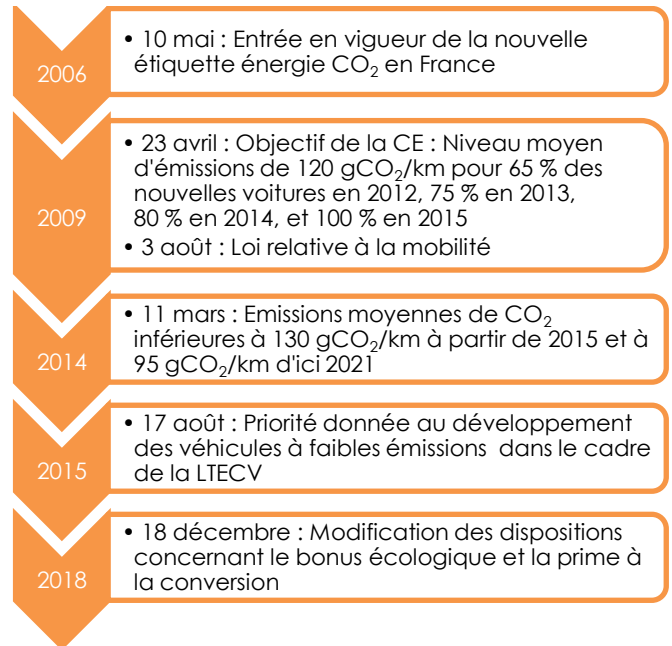 2006
• 10 mai : Entrée en vigueur de la nouvelle
étiquette énergie CO₂ en France
2009
• 23 avril : Objectif de la CE : Niveau moyen
d'émissions de 120 gCO₂/km pour 65 % des
nouvelles voitures en 2012, 75 % en 2013,
80 % en 2014, et 100 % en 2015
• 3 août : Loi relative à la mobilité
2014
• 11 mars : Emissions moyennes de CO₂
inférieures à 130 gCO₂/km à partir de 2015 et à
95 gCO₂/km d'ici 2021
2015
• 17 août : Priorité donnée au développement
des véhicules à faibles émissions dans le cadre
de la LTECV
2018
• 18 décembre : Modification des dispositions
concernant le bonus écologique et la prime à
la conversion